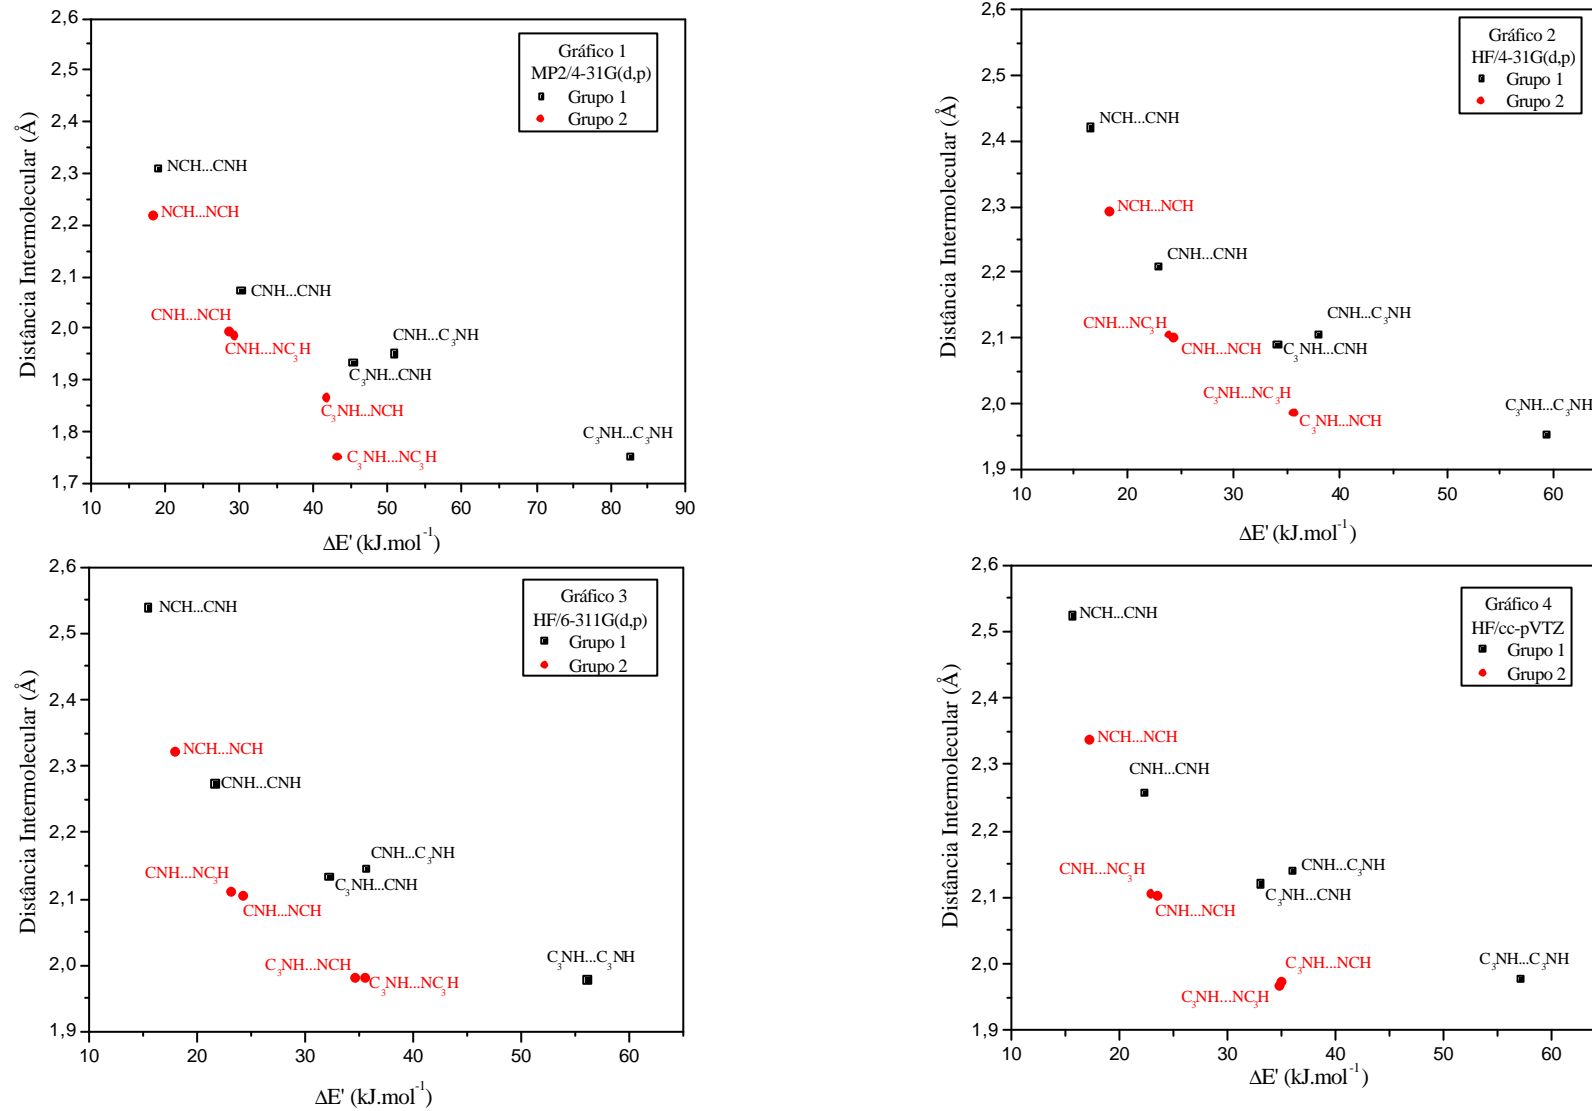 Gráfico 1
MP2/4-31G(d,p)
Grupo 1
Grupo 2
2,6
2,5
2,4
2,3
2,2
2,1
2,0
1,9
1,8
1,7
Distância Intermolecular (Å)
NCH...CNH
NCH...NCH
CNH...CNH
CNH...NCH
CNH...NC₃H
CNH...C₃NH
C₃NH...CNH
C₃NH...NCH
C₃NH...C₃NH
C₃NH...NC₃H
10 20 30 40 50 60 70 80 90
ΔE' (kJ.mol⁻¹)
Gráfico 2
HF/4-31G(d,p)
Grupo 1
Grupo 2
2,6
2,5
2,4
2,3
2,2
2,1
2,0
1,9
Distância Intermolecular (Å)
NCH...CNH
NCH...NCH
CNH...CNH
CNH...NC₃H
CNH...C₃NH
CNH...NCH
C₃NH...CNH
C₃NH...NC₃H
C₃NH...C₃NH
C₃NH...NCH
10 20 30 40 50 60
ΔE' (kJ.mol⁻¹)
Gráfico 3
HF/6-311G(d,p)
Grupo 1
Grupo 2
2,6
2,5
2,4
2,3
2,2
2,1
2,0
1,9
Distância Intermolecular (Å)
NCH...CNH
NCH...NCH
CNH...CNH
CNH...C₃NH
CNH...NC₃H
C₃NH...CNH
CNH...NCH
C₃NH...C₃NH
C₃NH...NCH
C₃NH...NC₃H
10 20 30 40 50 60
ΔE' (kJ.mol⁻¹)
Gráfico 4
HF/cc-pVTZ
Grupo 1
Grupo 2
2,6
2,5
2,4
2,3
2,2
2,1
2,0
1,9
Distância Intermolecular (Å)
NCH...CNH
NCH...NCH
CNH...CNH
CNH...NC₃H
CNH...C₃NH
C₃NH...CNH
CNH...NCH
C₃NH...NCH
C₃NH...C₃NH
C₃NH...NC₃H
10 20 30 40 50 60
ΔE' (kJ.mol⁻¹)